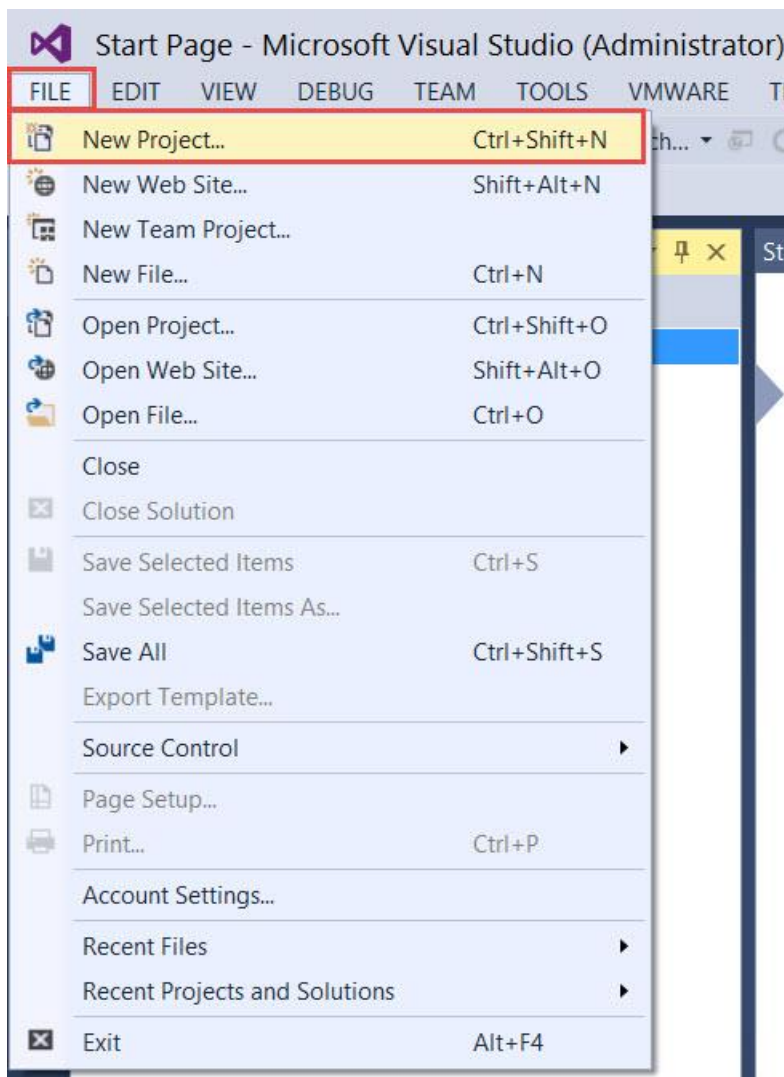 Start Page - Microsoft Visual Studio (Administrator)
FILE EDIT VIEW DEBUG TEAM TOOLS VMWARE
New Project... Ctrl+Shift+N
New Web Site... Shift+Alt+N
New Team Project...
St
New File... Ctrl+N
Open Project... Ctrl+Shift+O
Open Web Site... Shift+Alt+O
Open File... Ctrl+O
Close
Close Solution
Save Selected Items Ctrl+S
Save Selected Items As...
Save All Ctrl+Shift+S
Export Template...
Source Control
Page Setup...
Print... Ctrl+P
Account Settings...
Recent Files
Recent Projects and Solutions
Exit Alt+F4